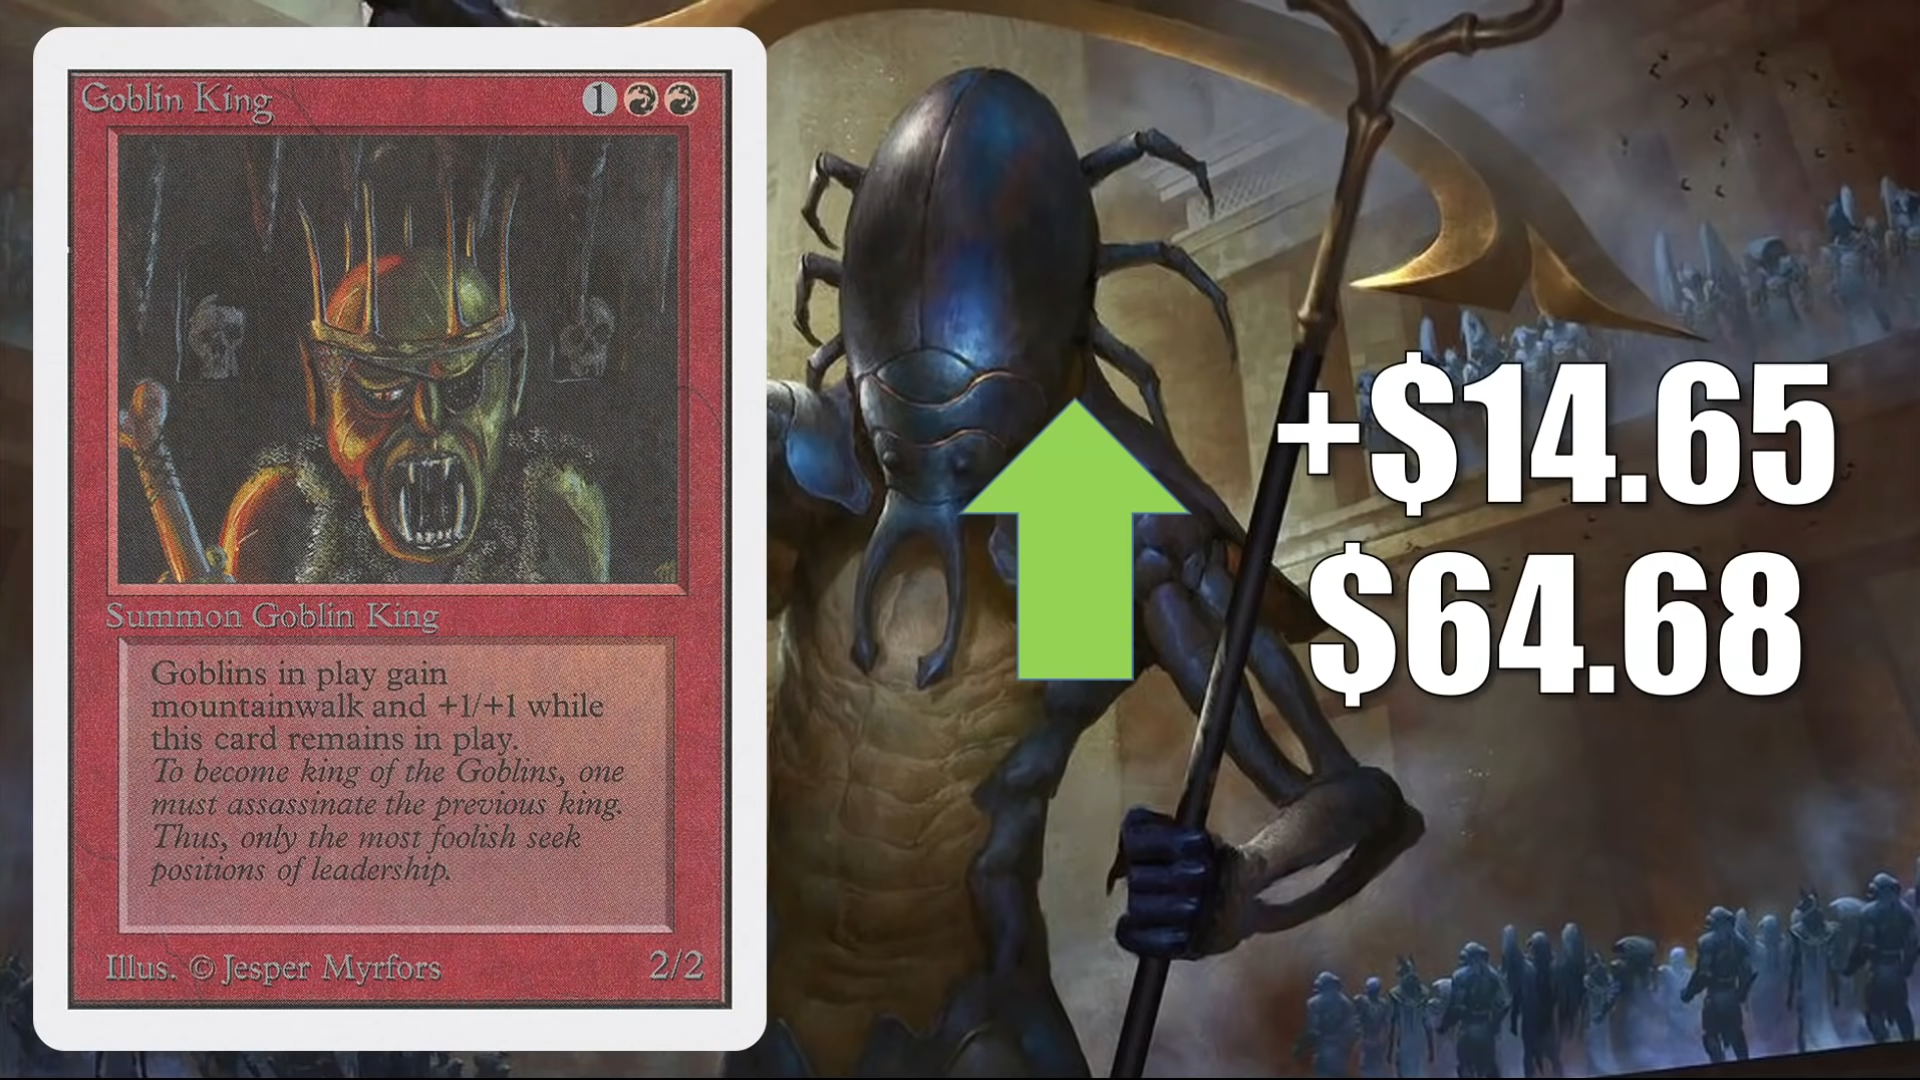 Goblin King 1
Goblins in play gain
mountainwalk and +1/+1 while
this card remains in play.
To become king of the Goblins, one
must assassinate the previous king.
Thus, only the most foolish seek
positions of leadership.
Summon Goblin King
Illus. © Jesper Myrfors 2/2
+$14.65
$64.68